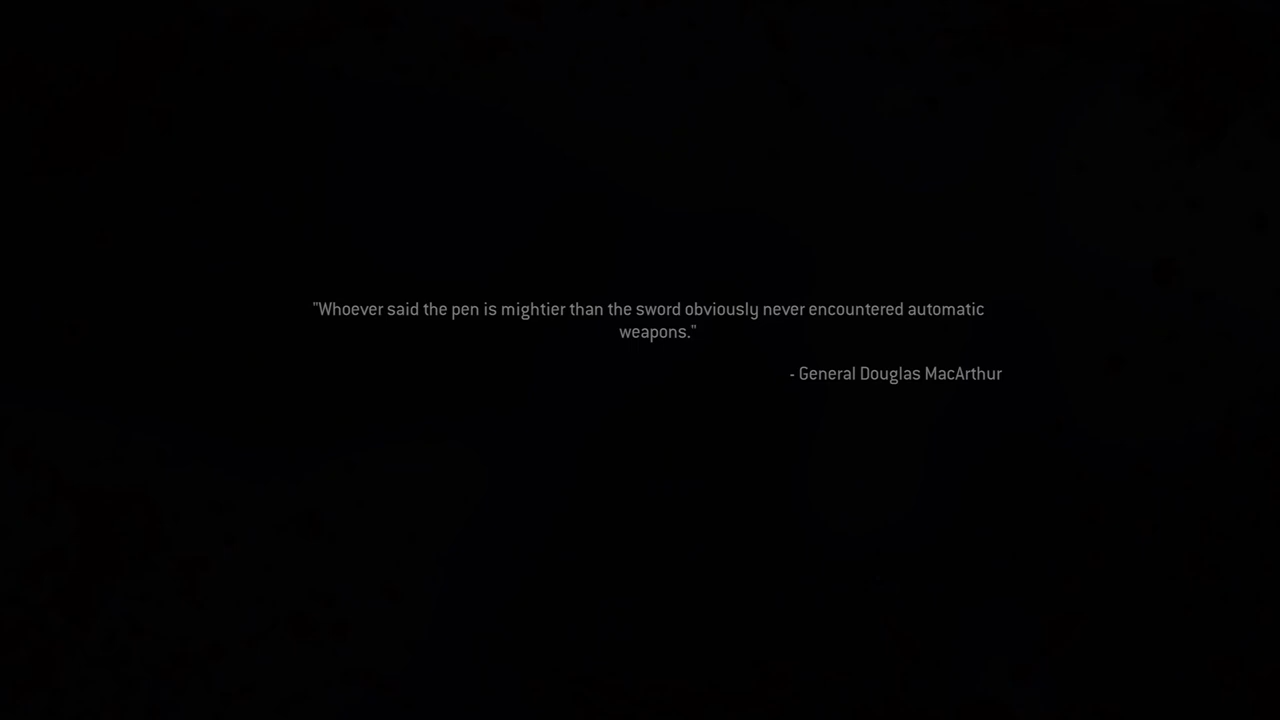 "Whoever said the pen is mightier than the sword obviously never encountered automatic
weapons."
- General Douglas MacArthur